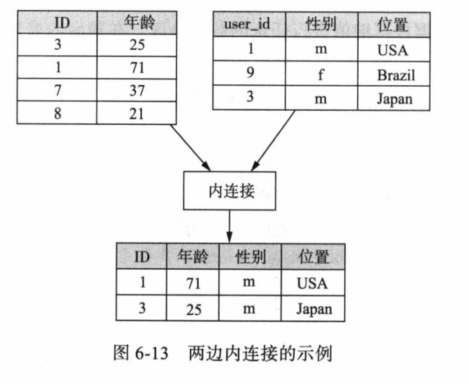 ID 年龄
3 25
1 71
7 37
8 21
user_id 性别 位置
1 m USA
9 f Brazil
3 m Japan
内连接
ID 年龄 性别 位置
1 71 m USA
3 25 m Japan
图 6-13 两边内连接的示例